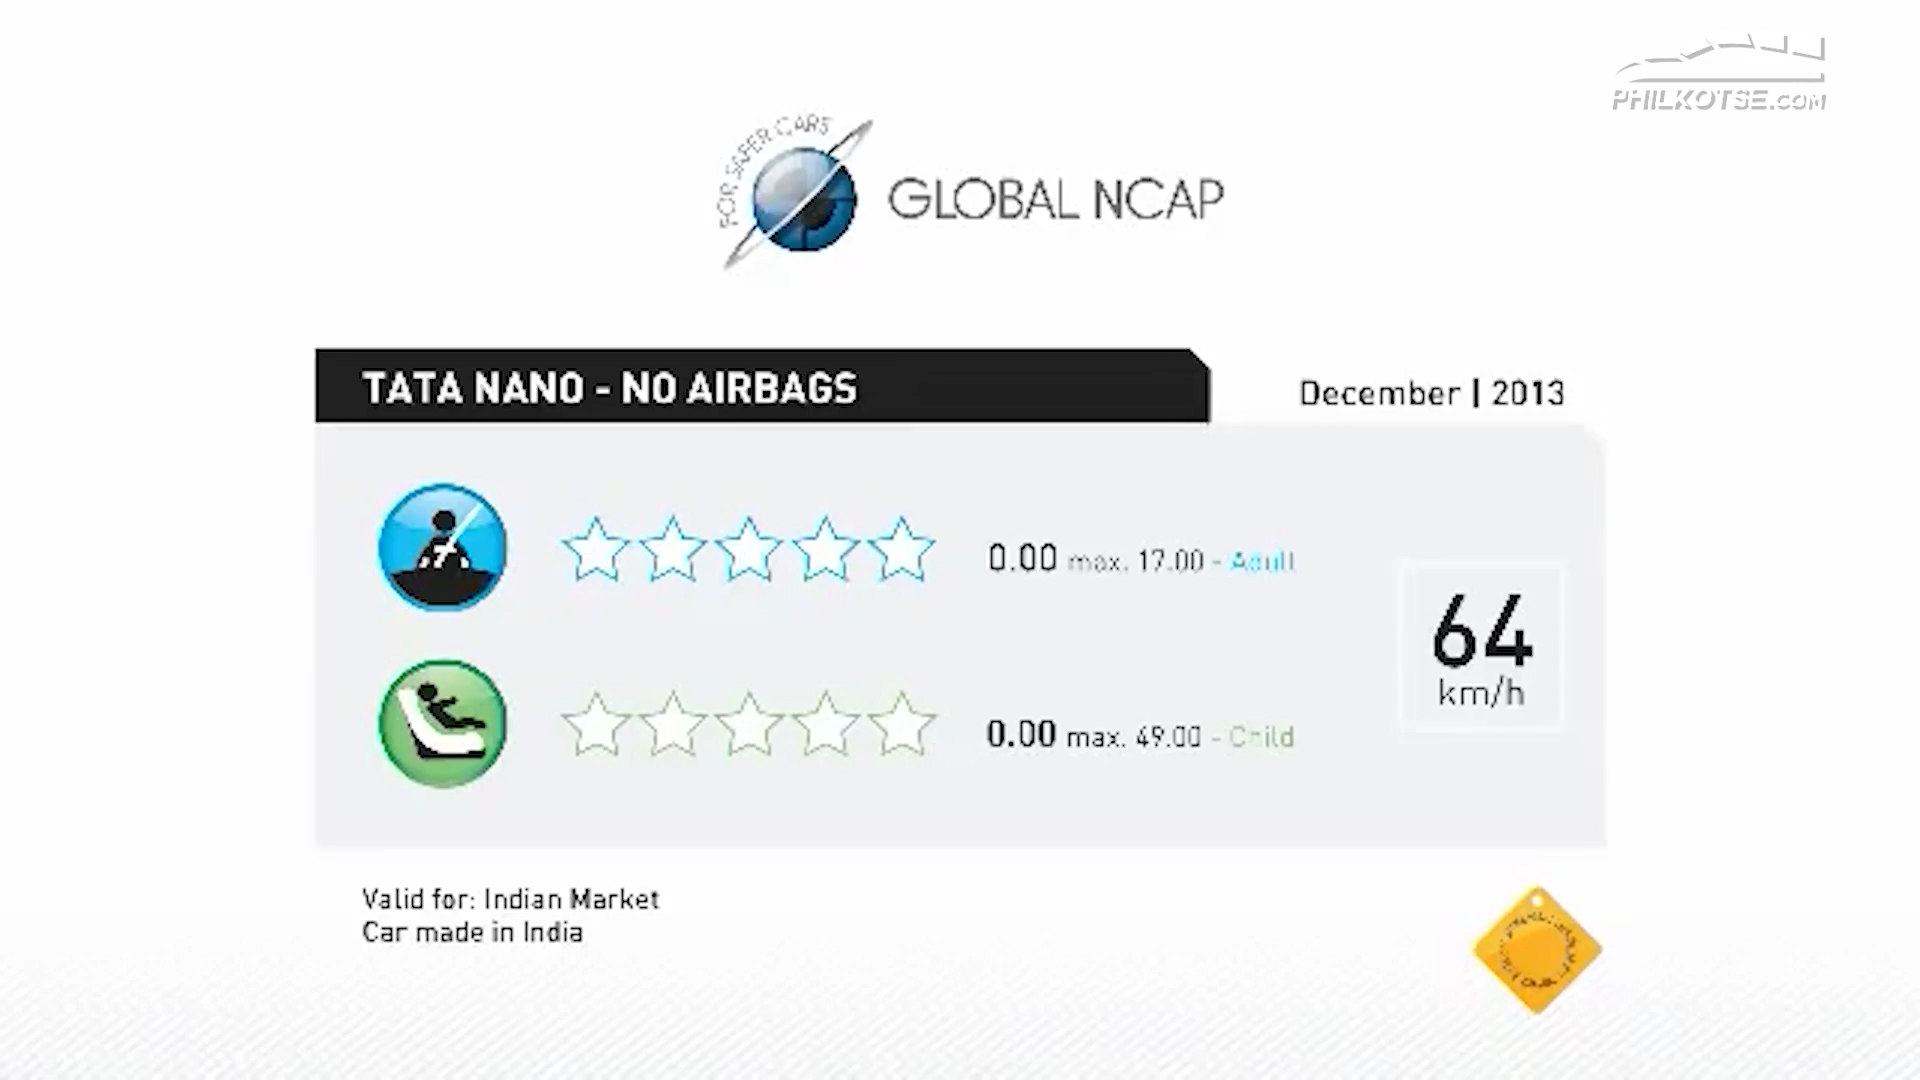 PHILKOTSE.COM
FOR SAFER CARS
GLOBAL NCAP
TATA NANO - NO AIRBAGS
December | 2013
0.00 max. 17.00 - Adult
0.00 max. 49.00 - Child
64
km/h
Valid for: Indian Market
Car made in India